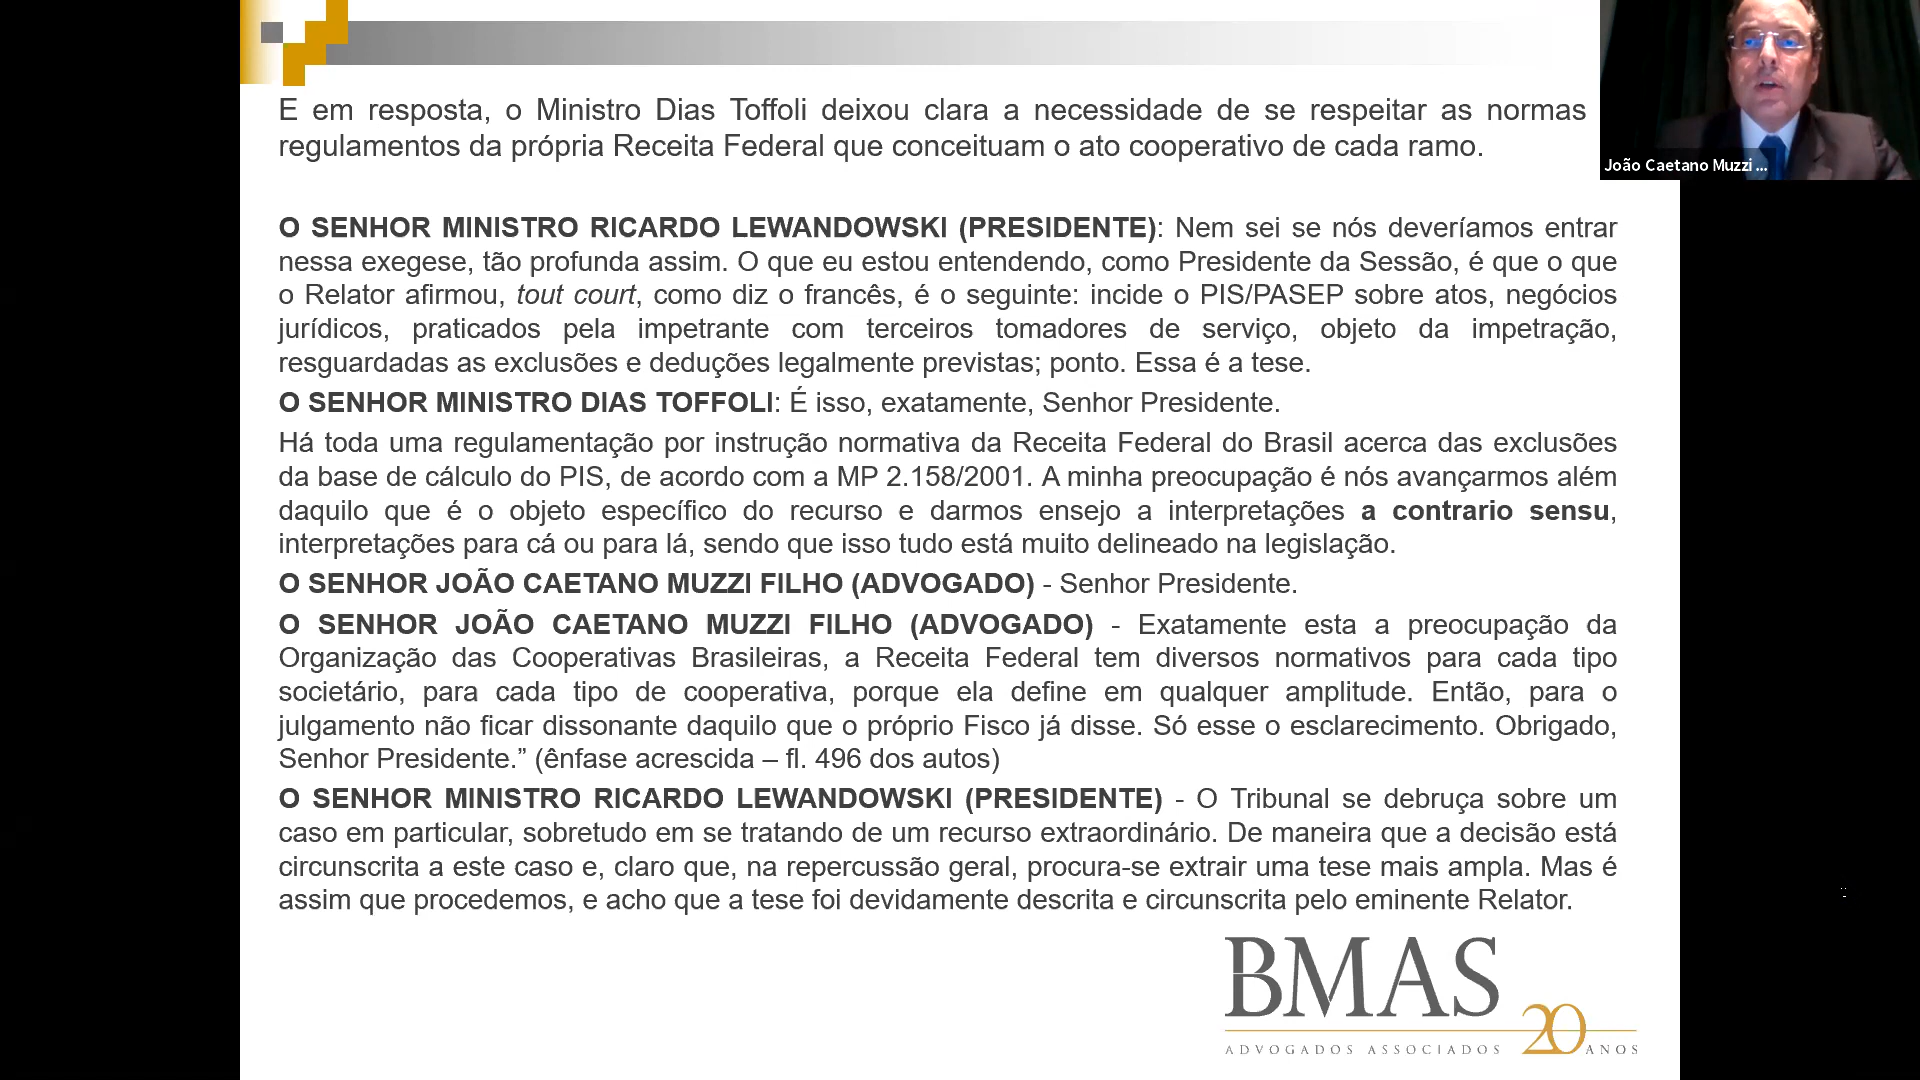 E em resposta, o Ministro Dias Toffoli deixou clara a necessidade de se respeitar as normas
regulamentos da própria Receita Federal que conceituam o ato cooperativo de cada ramo.
João Caetano Muzzi ...
O SENHOR MINISTRO RICARDO LEWANDOWSKI (PRESIDENTE): Nem sei se nós deveríamos entrar
nessa exegese, tão profunda assim. O que eu estou entendendo, como Presidente da Sessão, é que o que
o Relator afirmou, tout court, como diz o francês, é o seguinte: incide o PIS/PASEP sobre atos, negócios
jurídicos, praticados pela impetrante com terceiros tomadores de serviço, objeto da impetração,
resguardadas as exclusões e deduções legalmente previstas; ponto. Essa é a tese.
O SENHOR MINISTRO DIAS TOFFOLI: É isso, exatamente, Senhor Presidente.
Há toda uma regulamentação por instrução normativa da Receita Federal do Brasil acerca das exclusões
da base de cálculo do PIS, de acordo com a MP 2.158/2001. A minha preocupação é nós avançarmos além
daquilo que é o objeto específico do recurso e darmos ensejo a interpretações a contrario sensu,
interpretações para cá ou para lá, sendo que isso tudo está muito delineado na legislação.
O SENHOR JOÃO CAETANO MUZZI FILHO (ADVOGADO) - Senhor Presidente.
O SENHOR JOÃO CAETANO MUZZI FILHO (ADVOGADO) - Exatamente esta a preocupação da
Organização das Cooperativas Brasileiras, a Receita Federal tem diversos normativos para cada tipo
societário, para cada tipo de cooperativa, porque ela define em qualquer amplitude. Então, para o
julgamento não ficar dissonante daquilo que o próprio Fisco já disse. Só esse o esclarecimento. Obrigado,
Senhor Presidente.” (ênfase acrescida – fl. 496 dos autos)
O SENHOR MINISTRO RICARDO LEWANDOWSKI (PRESIDENTE) - O Tribunal se debruça sobre um
caso em particular, sobretudo em se tratando de um recurso extraordinário. De maneira que a decisão está
circunscrita a este caso e, claro que, na repercussão geral, procura-se extrair uma tese mais ampla. Mas é
assim que procedemos, e acho que a tese foi devidamente descrita e circunscrita pelo eminente Relator.
BMAS
ADVOGADOS ASSOCIADOS 20 ANOS